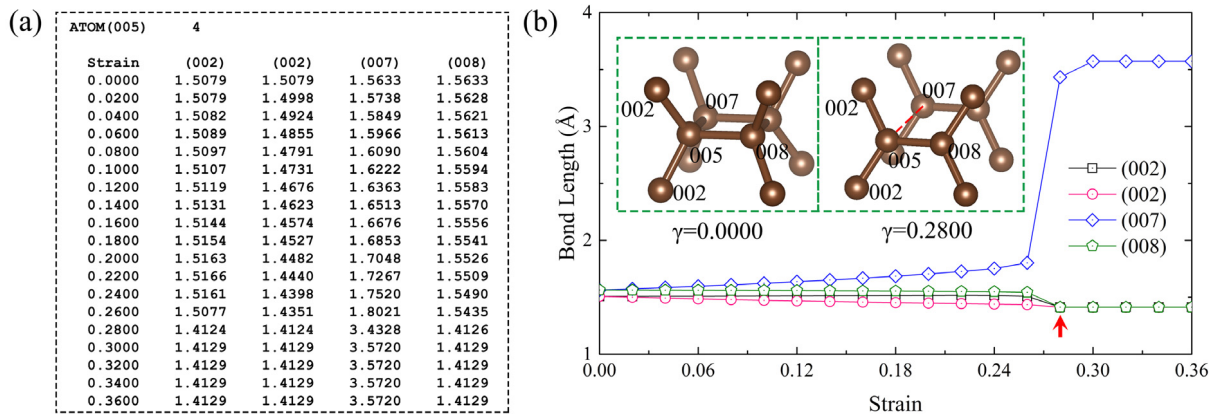 (a)
ATOM(005) 4
Strain (002) (002) (007) (008)
0.0000 1.5079 1.5079 1.5633 1.5633
0.0200 1.5079 1.4998 1.5738 1.5628
0.0400 1.5082 1.4924 1.5849 1.5621
0.0600 1.5089 1.4855 1.5966 1.5613
0.0800 1.5097 1.4791 1.6090 1.5604
0.1000 1.5107 1.4731 1.6222 1.5594
0.1200 1.5119 1.4676 1.6363 1.5583
0.1400 1.5131 1.4623 1.6513 1.5570
0.1600 1.5144 1.4574 1.6676 1.5556
0.1800 1.5154 1.4527 1.6853 1.5541
0.2000 1.5163 1.4482 1.7048 1.5526
0.2200 1.5166 1.4440 1.7267 1.5509
0.2400 1.5161 1.4398 1.7520 1.5490
0.2600 1.5077 1.4351 1.8021 1.5435
0.2800 1.4124 1.4124 3.4328 1.4126
0.3000 1.4129 1.4129 3.5720 1.4129
0.3200 1.4129 1.4129 3.5720 1.4129
0.3400 1.4129 1.4129 3.5720 1.4129
0.3600 1.4129 1.4129 3.5720 1.4129
(b)
Bond Length (Å)
4
3
2
1
002
007
005
008
002
γ=0.0000
002
007
005
008
002
γ=0.2800
(002)
(002)
(007)
(008)
0.00 0.06 0.12 0.18 0.24 0.30 0.36
Strain